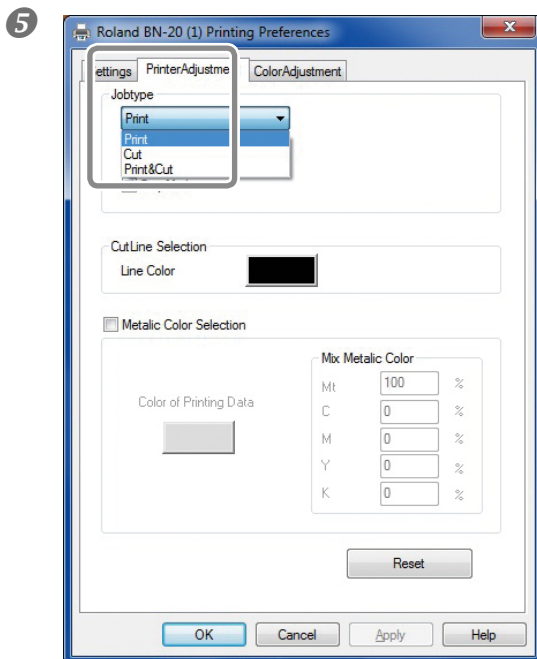 5
Roland BN-20 (1) Printing Preferences
ettings PrinterAdjustme ColorAdjustment
Jobtype
Print
Print
Cut
Print&Cut
CutLine Selection
Line Color
Metalic Color Selection
Mix Metalic Color
Mt 100 %
Color of Printing Data
C 0 %
M 0 %
Y 0 %
K 0 %
Reset
OK Cancel Apply Help